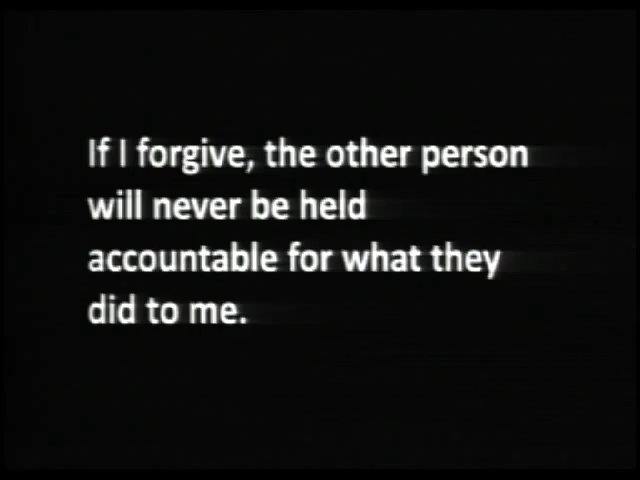 If I forgive, the other person
will never be held
accountable for what they
did to me.